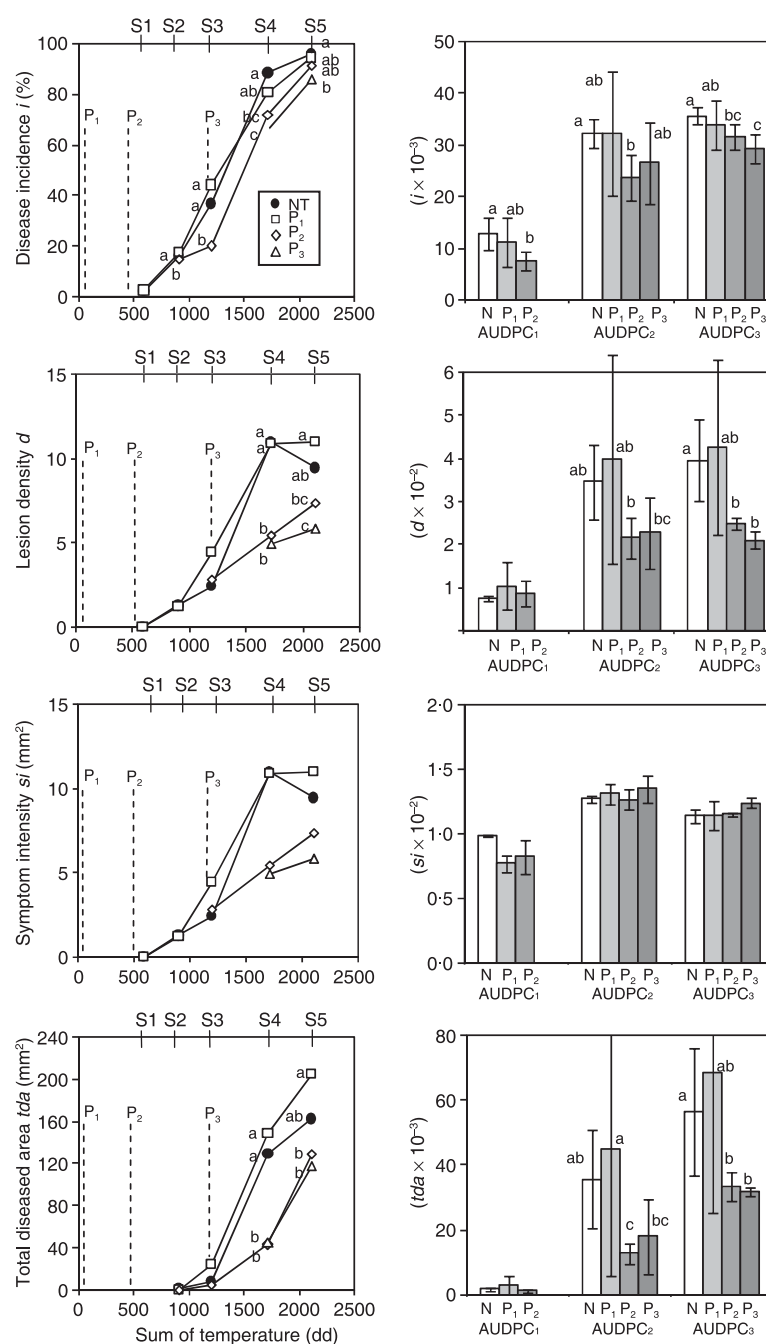 S1 S2 S3 S4 S5
Disease incidence i (%)
100
80
60
40
20
0
P1 P2 P3
a
ab
bc
c
a
ab
ab
b
a
a
b
a
b
NT
P1
P2
P3
0 500 1000 1500 2000 2500
(i × 10–3)
50
40
30
20
10
0
a ab b
a ab b ab
a ab bc c
N P1 P2
AUDPC1
N P1 P2 P3
AUDPC2
N P1 P2 P3
AUDPC3
S1 S2 S3 S4 S5
Lesion density d
15
10
5
0
P1 P2 P3
a a
a ab
bc
b c
b
0 500 1000 1500 2000 2500
(d × 10–2)
6
5
4
3
2
1
ab ab b bc
a ab b b
N P1 P2
AUDPC1
N P1 P2 P3
AUDPC2
N P1 P2 P3
AUDPC3
S1 S2 S3 S4 S5
Symptom intensity si (mm2)
15
10
5
0
P1 P2 P3
0 500 1000 1500 2000 2500
(si × 10–2)
2·0
1·5
1·0
0·5
0·0
N P1 P2
AUDPC1
N P1 P2 P3
AUDPC2
N P1 P2 P3
AUDPC3
S1 S2 S3 S4 S5
Total diseased area tda (mm2)
240
200
160
120
80
40
0
P1 P2 P3
a
a ab
a
b
b
b
b
0 500 1000 1500 2000 2500
Sum of temperature (dd)
(tda × 10–3)
80
60
40
20
0
ab a c bc
a ab b b
N P1 P2
AUDPC1
N P1 P2 P3
AUDPC2
N P1 P2 P3
AUDPC3